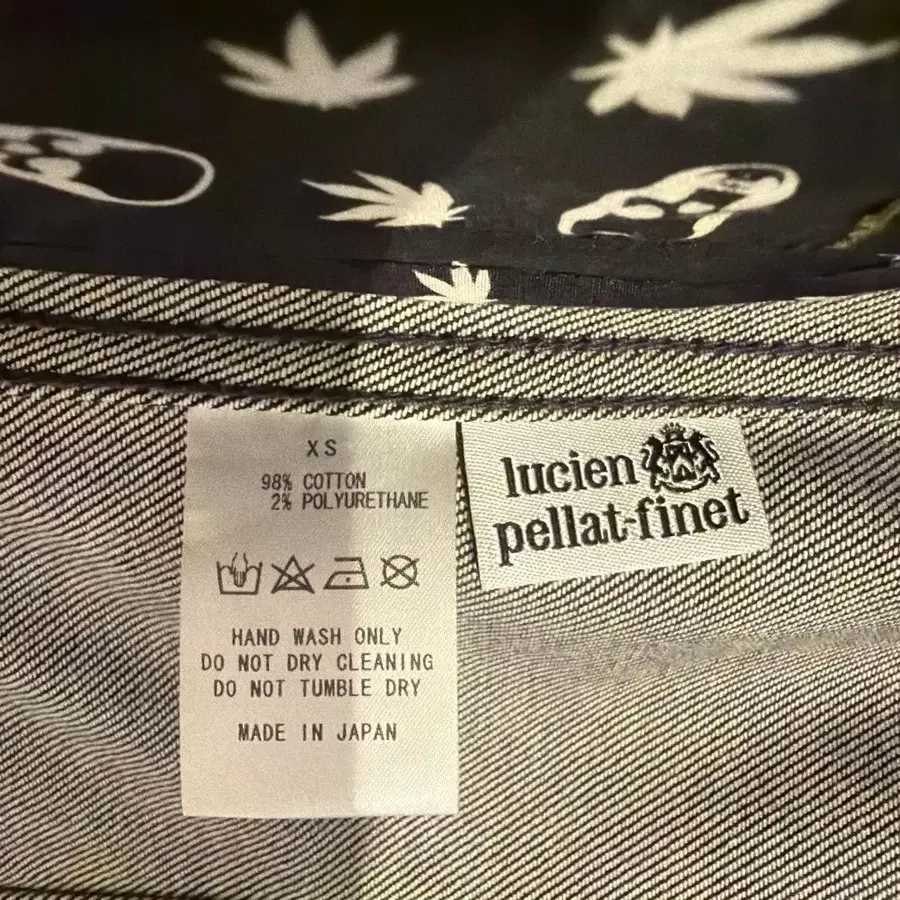 XS
98% COTTON
2% POLYURETHANE
HAND WASH ONLY
DO NOT DRY CLEANING
DO NOT TUMBLE DRY
MADE IN JAPAN
lucien
pellat-finet